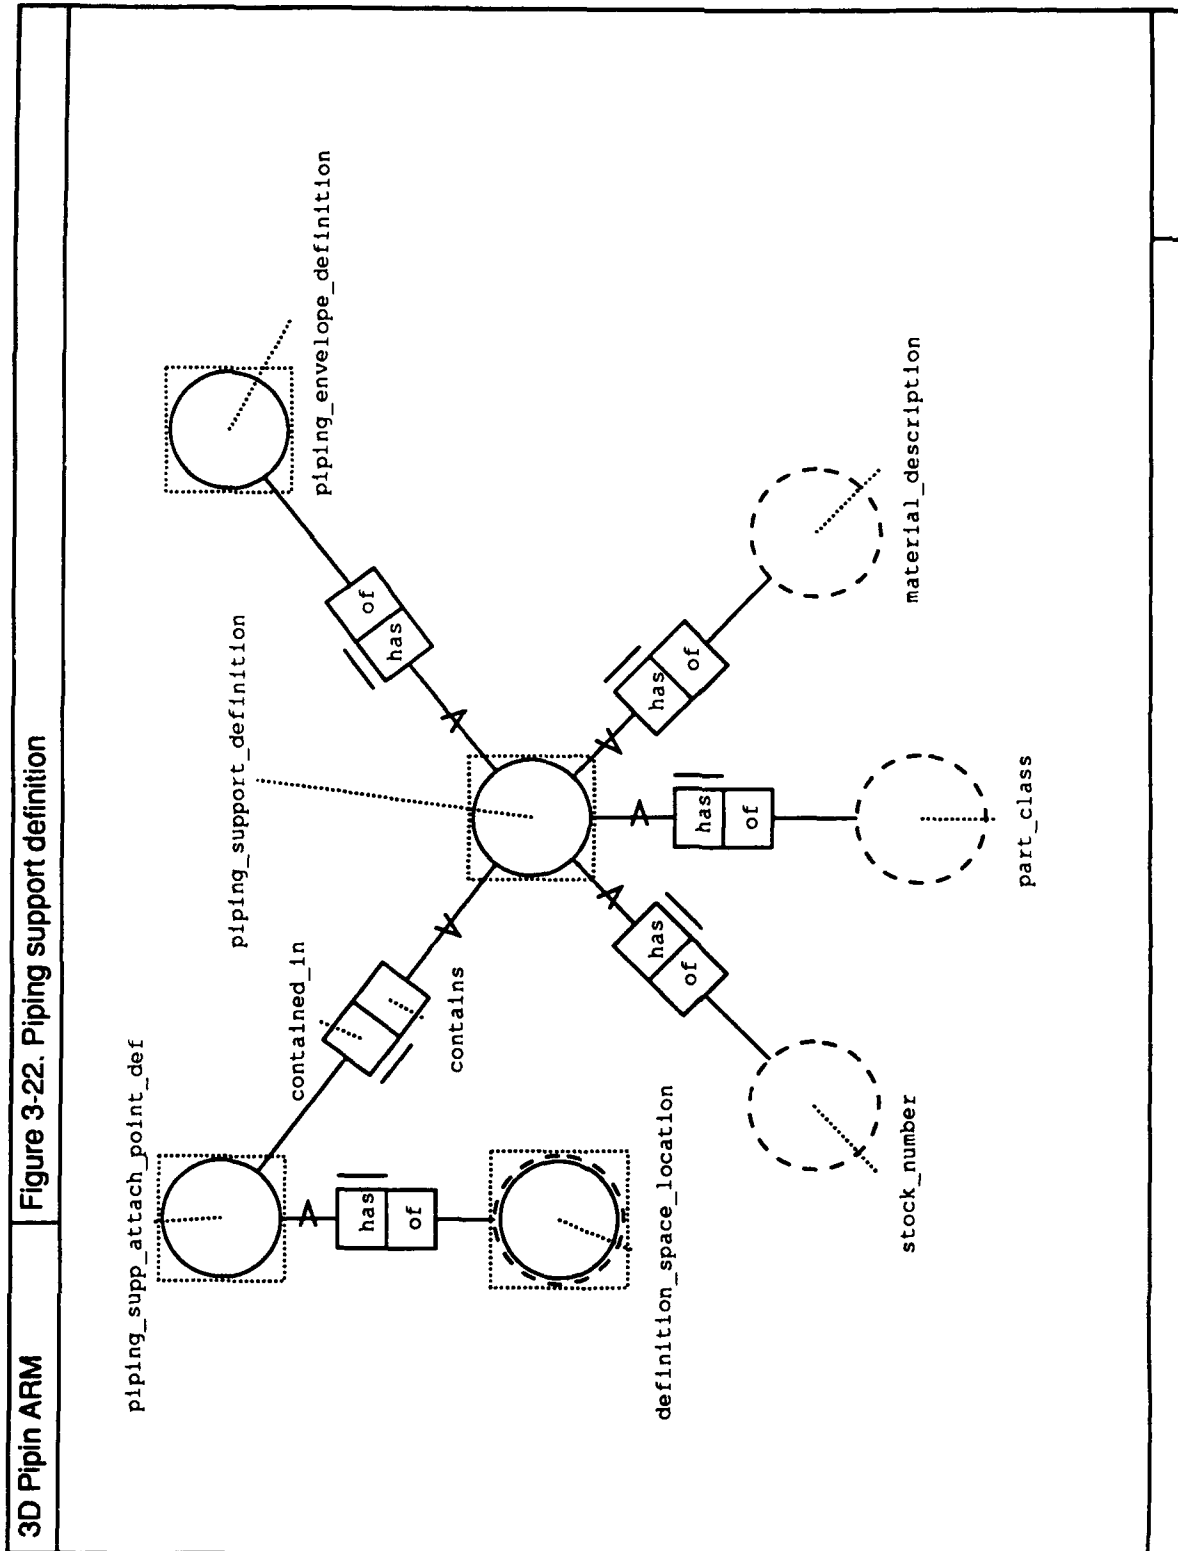 3D Pipin ARM
Figure 3-22. Piping support definition
piping_supp_attach_point_def
contained_in
contains
piping_support_definition
piping_envelope_definition
has
of
has
of
definition_space_location
has
of
stock_number
has
of
part_class
has
of
material_description